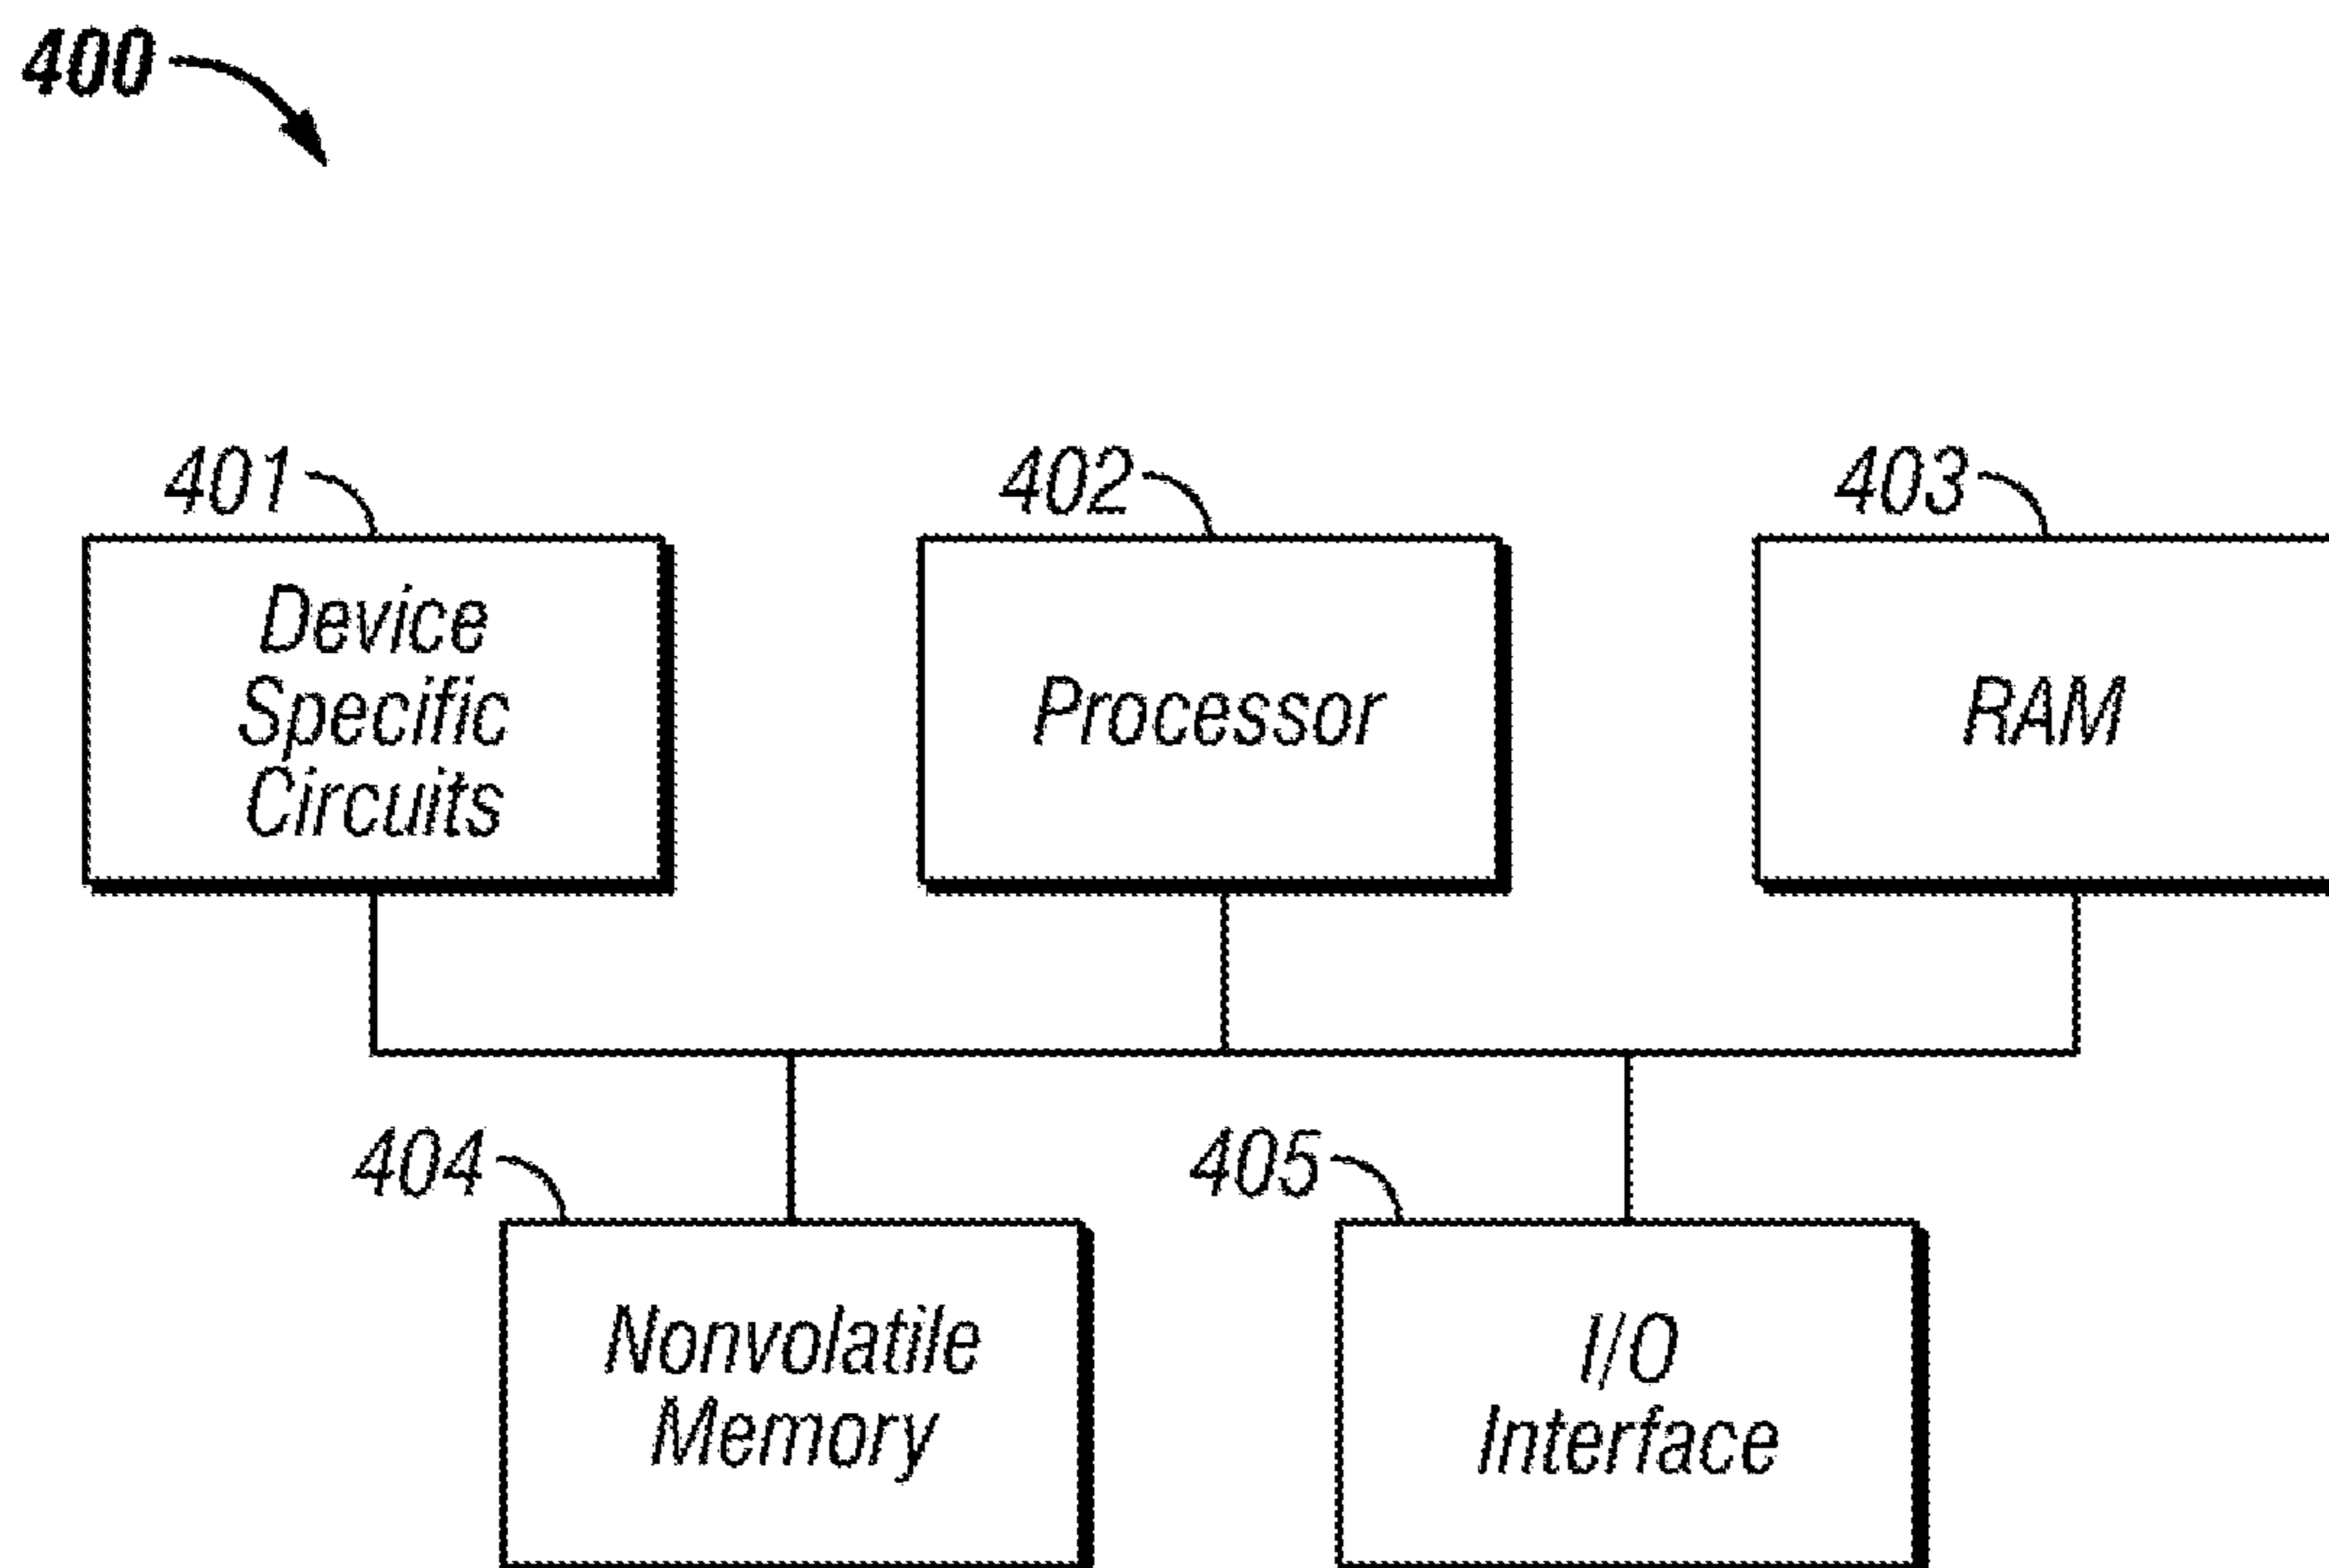 400
401
402
403
Device
Specific
Circuits
Processor
RAM
404
405
Nonvolatile
Memory
I/O
Interface